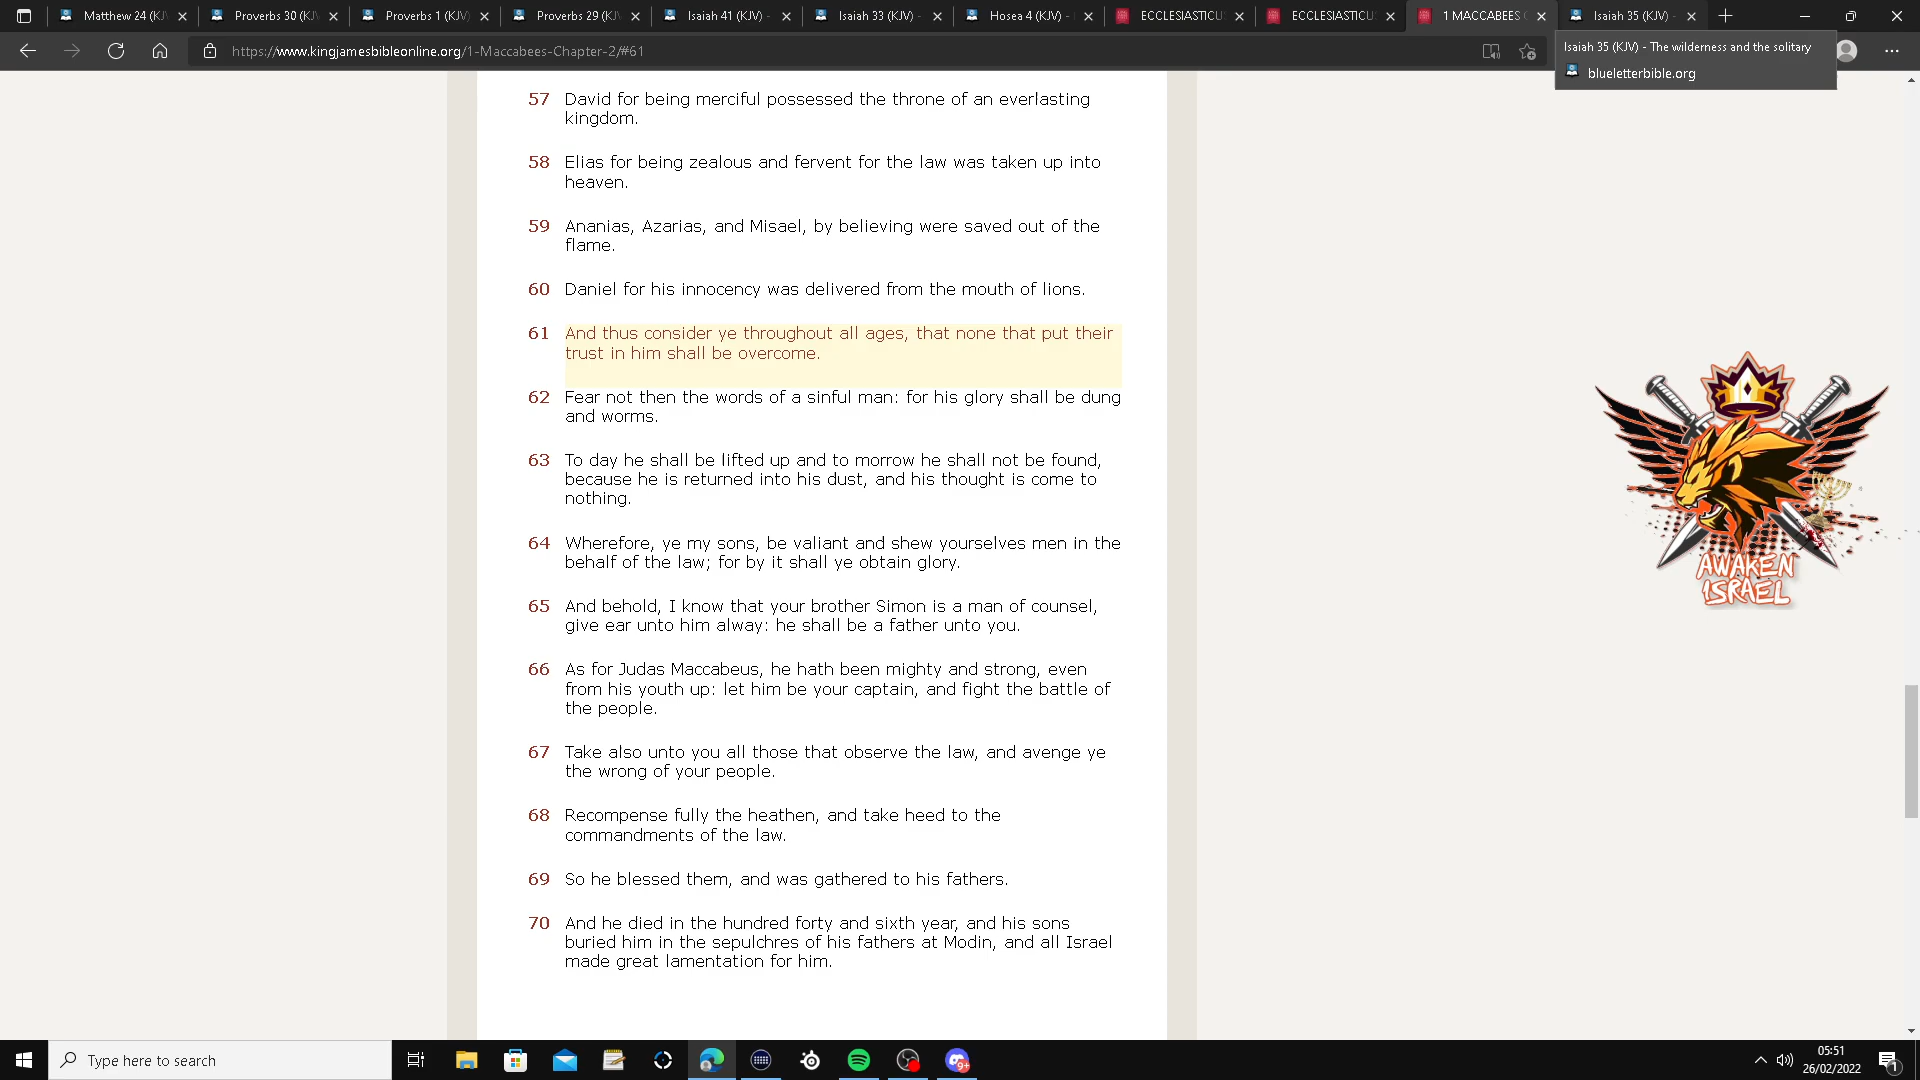 Matthew 24 (KJV
Proverbs 30 (KJV
Proverbs 1 (KJV)
Proverbs 29 (KJV
Isaiah 41 (KJV) -
Isaiah 33 (KJV) -
Hosea 4 (KJV) -
ECCLESIASTICUS
ECCLESIASTICUS
1 MACCABEES
Isaiah 35 (KJV) -
https://www.kingjamesbibleonline.org/1-Maccabees-Chapter-2/#61
Isaiah 35 (KJV) - The wilderness and the solitary
blueletterbible.org
57 David for being merciful possessed the throne of an everlasting
kingdom.
58 Elias for being zealous and fervent for the law was taken up into
heaven.
59 Ananias, Azarias, and Misael, by believing were saved out of the
flame.
60 Daniel for his innocency was delivered from the mouth of lions.
61 And thus consider ye throughout all ages, that none that put their
trust in him shall be overcome.
62 Fear not then the words of a sinful man: for his glory shall be dung
and worms.
63 To day he shall be lifted up and to morrow he shall not be found,
because he is returned into his dust, and his thought is come to
nothing.
64 Wherefore, ye my sons, be valiant and shew yourselves men in the
behalf of the law; for by it shall ye obtain glory.
65 And behold, I know that your brother Simon is a man of counsel,
give ear unto him alway: he shall be a father unto you.
66 As for Judas Maccabeus, he hath been mighty and strong, even
from his youth up: let him be your captain, and fight the battle of
the people.
67 Take also unto you all those that observe the law, and avenge ye
the wrong of your people.
68 Recompense fully the heathen, and take heed to the
commandments of the law.
69 So he blessed them, and was gathered to his fathers.
70 And he died in the hundred forty and sixth year, and his sons
buried him in the sepulchres of his fathers at Modin, and all Israel
made great lamentation for him.
AWAKEN
ISRAEL
Type here to search
9+
05:51
26/02/2022
1